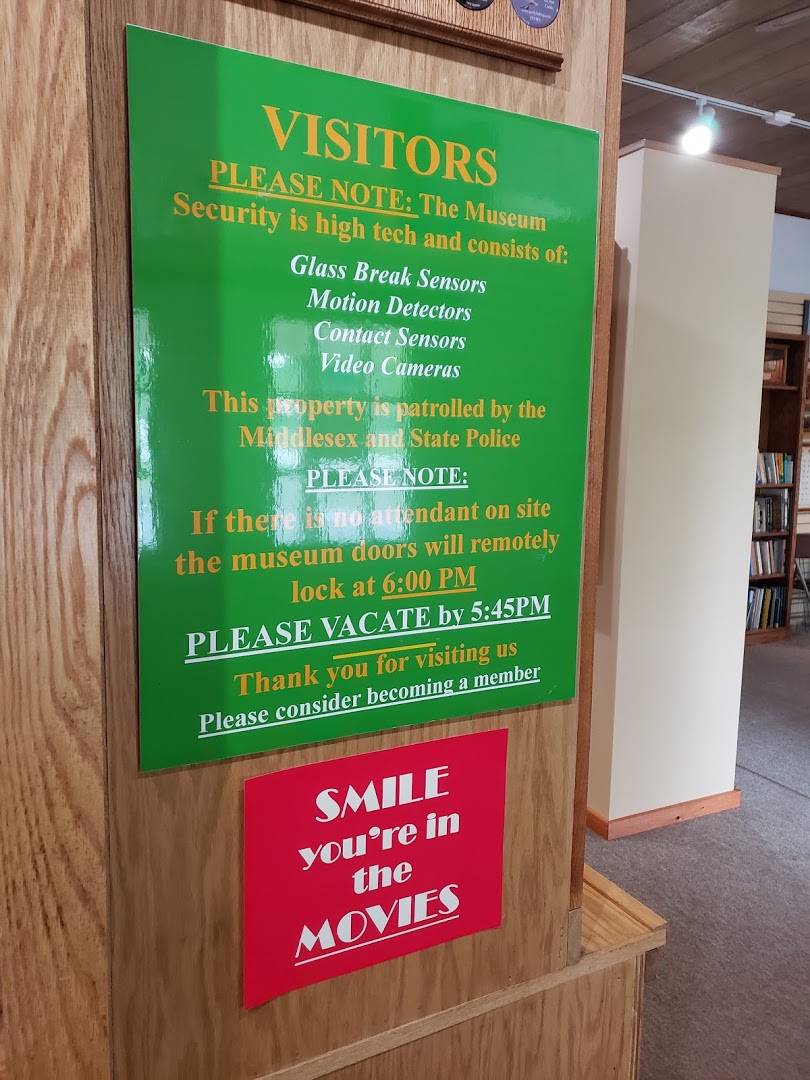 VISITORS
PLEASE NOTE: The Museum
Security is high tech and consists of:
Glass Break Sensors
Motion Detectors
Contact Sensors
Video Cameras
This property is patrolled by the
Middlesex and State Police
PLEASE NOTE:
If there is no attendant on site
the museum doors will remotely
lock at 6:00 PM
PLEASE VACATE by 5:45PM
Thank you for visiting us
Please consider becoming a member
SMILE
you're in
the
MOVIES